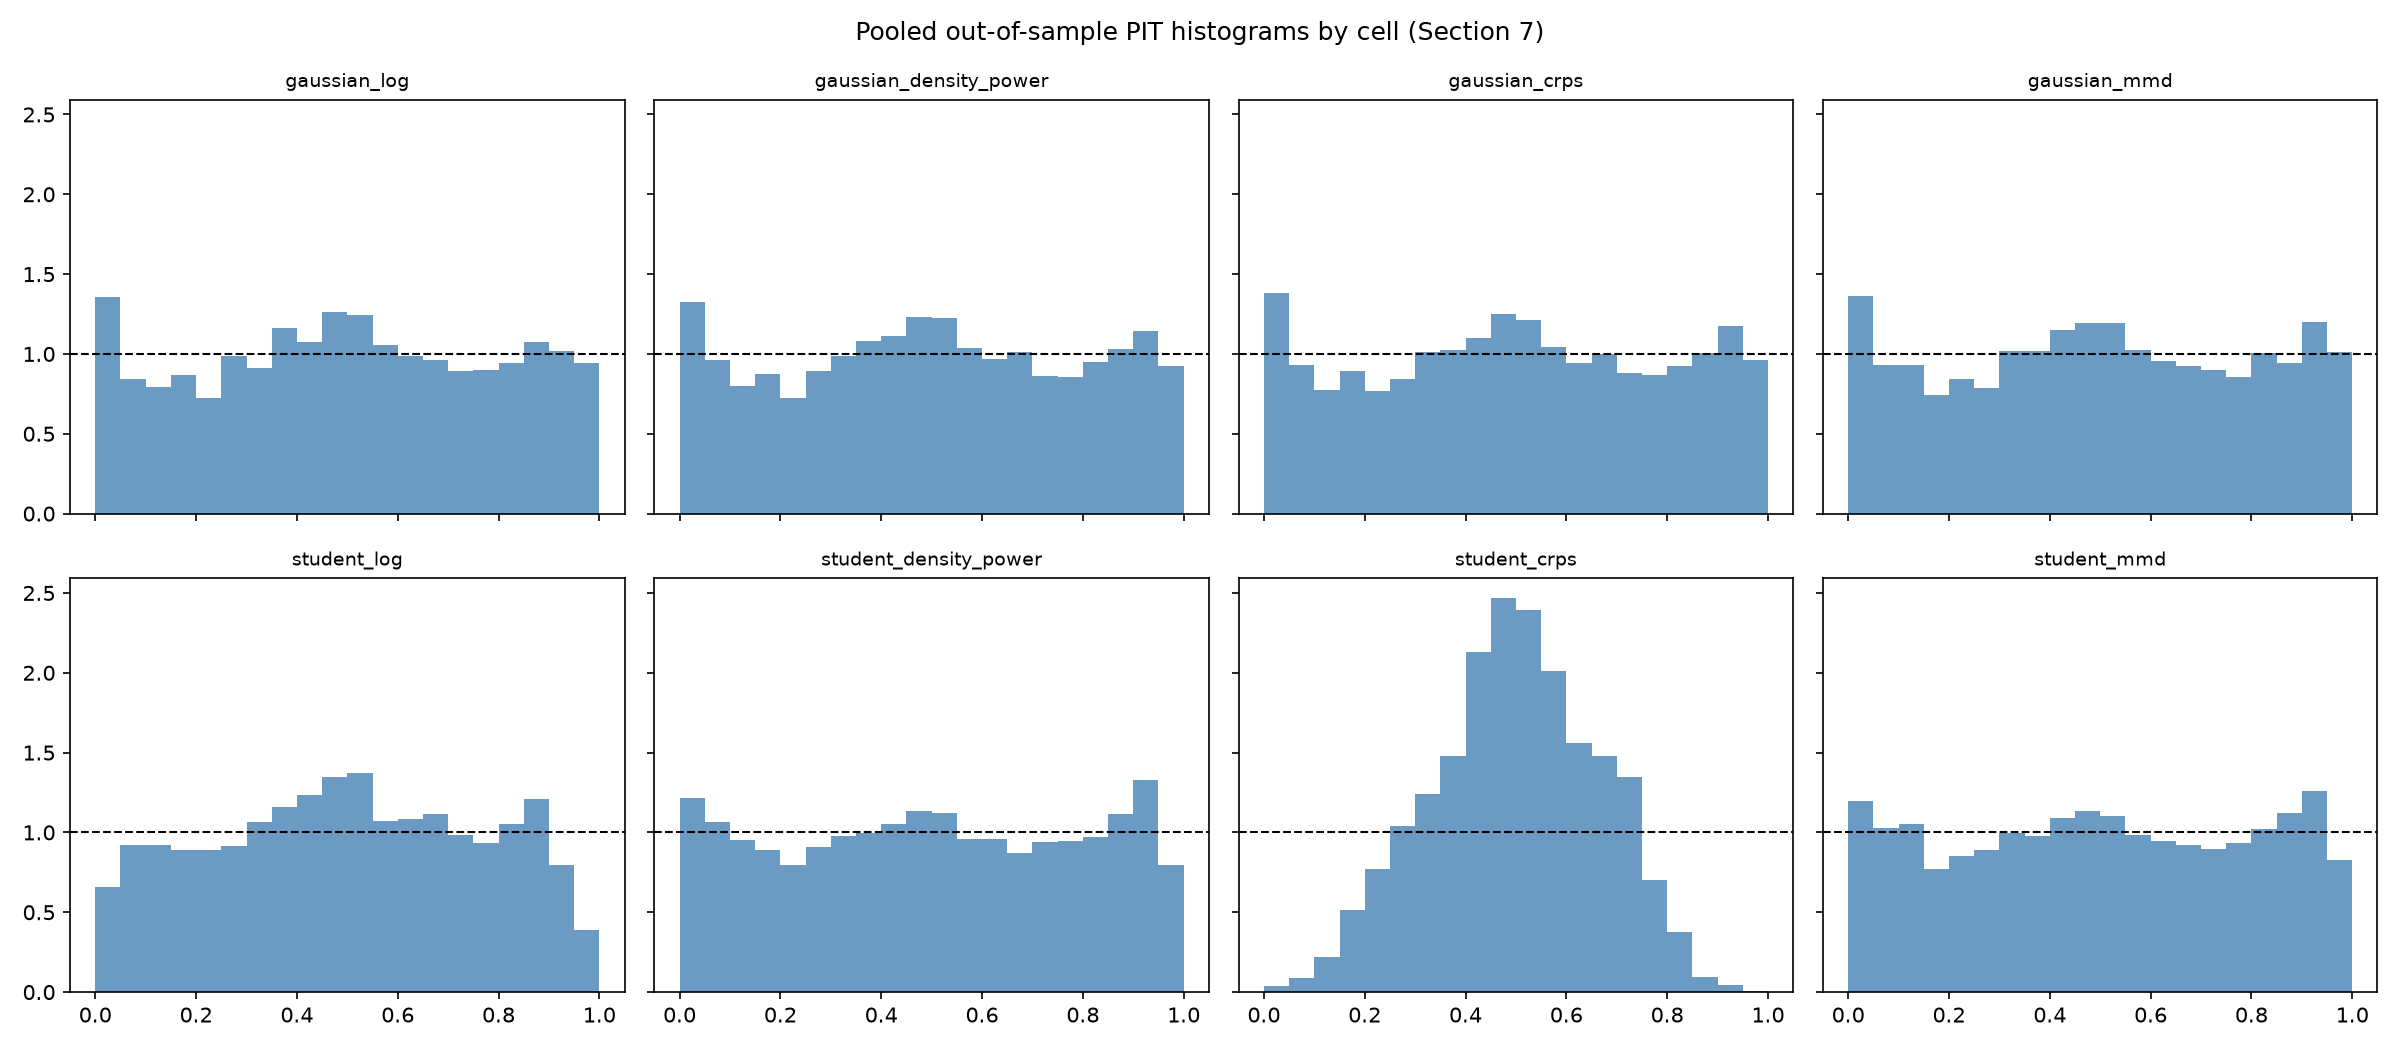 Pooled out-of-sample PIT histograms by cell (Section 7)
gaussian_log
gaussian_density_power
gaussian_crps
gaussian_mmd
2.5
2.0
1.5
1.0
0.5
0.0
student_log
student_density_power
student_crps
student_mmd
2.5
2.0
1.5
1.0
0.5
0.0
0.0 0.2 0.4 0.6 0.8 1.0
0.0 0.2 0.4 0.6 0.8 1.0
0.0 0.2 0.4 0.6 0.8 1.0
0.0 0.2 0.4 0.6 0.8 1.0